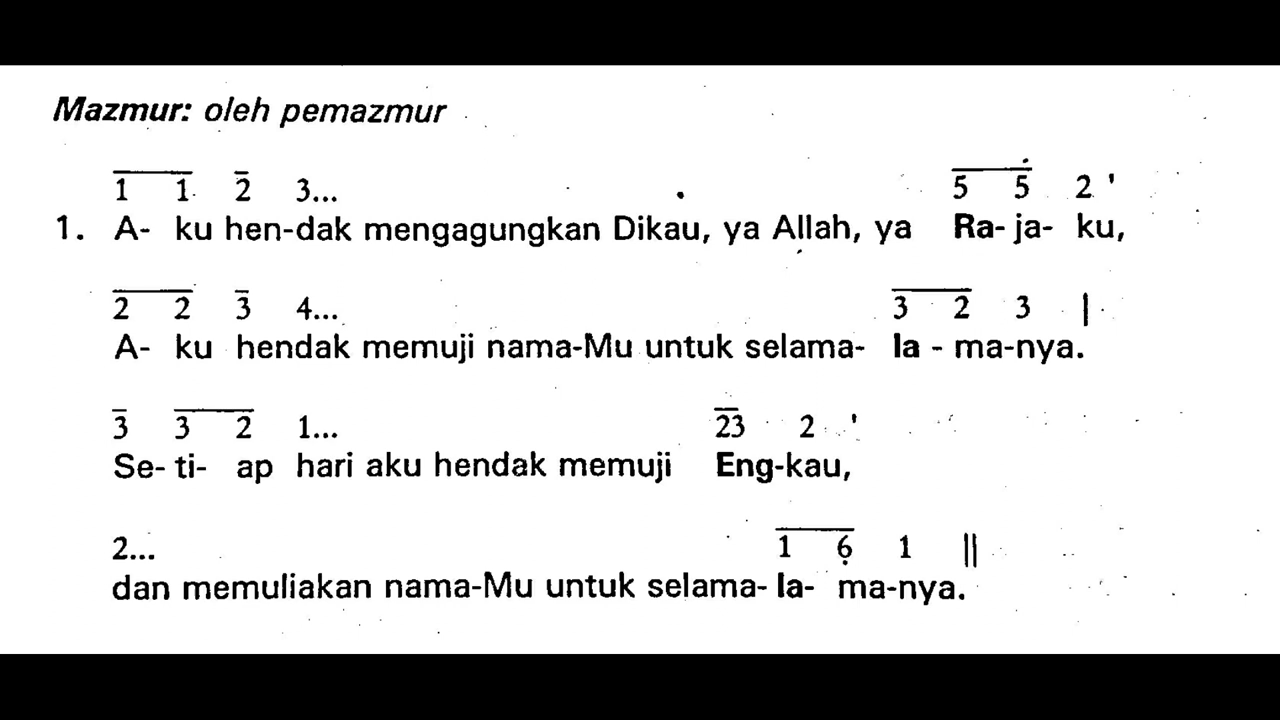 Mazmur: oleh pemazmur
1 1 2 3... 5 5 2 '
1. A- ku hen-dak mengagungkan Dikau, ya Allah, ya Ra- ja- ku,
2 2 3 4... 3 2 3 |
A- ku hendak memuji nama-Mu untuk selama- la - ma-nya.
3 3 2 1... 23 2 '
Se- ti- ap hari aku hendak memuji Eng-kau,
2... 1 6̣ 1 ||
dan memuliakan nama-Mu untuk selama- la- ma-nya.